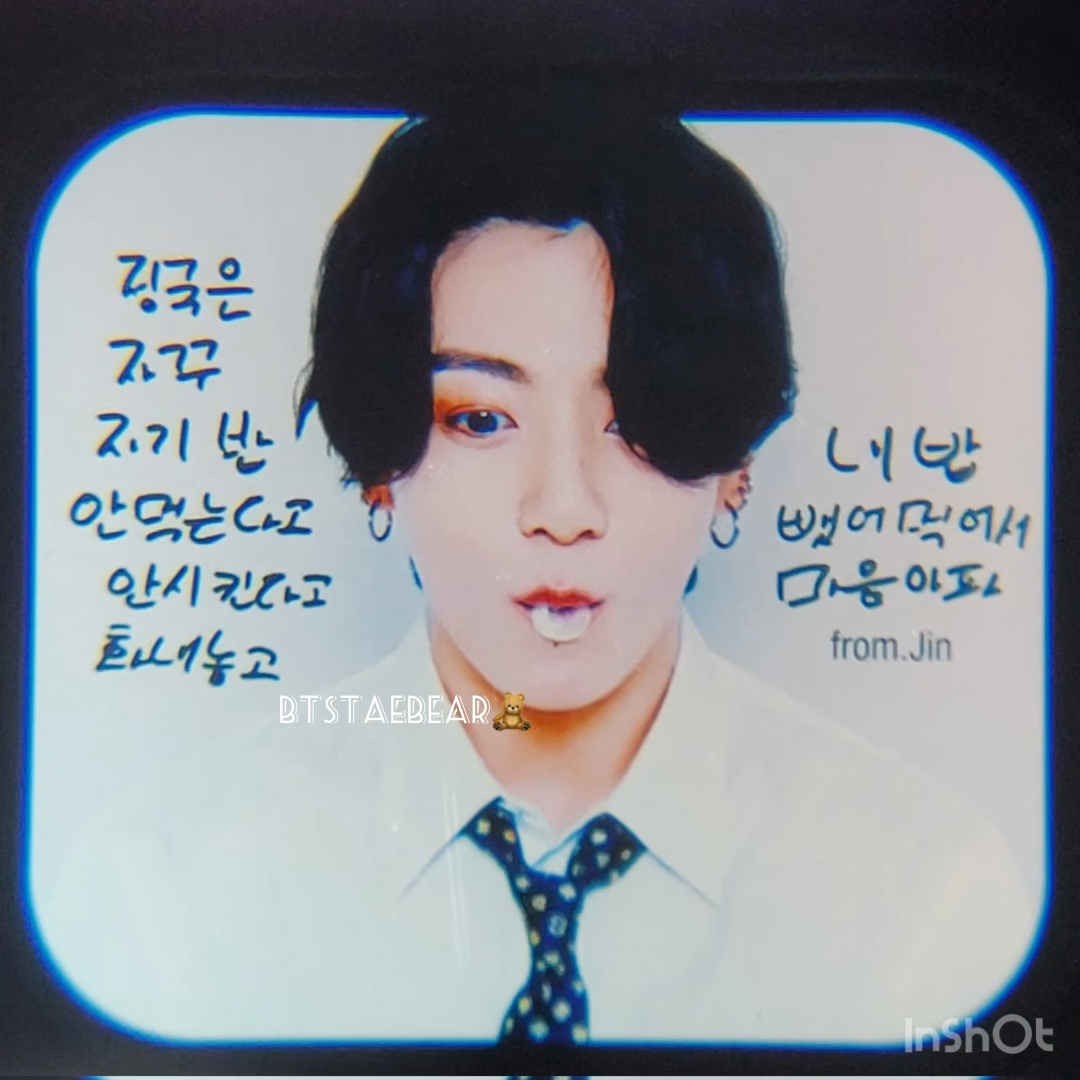 징국은
자꾸
자기 밥
안먹는다고
안시킨다고
화내놓고
내 밥
뺏어먹어서
마음아파
from.Jin
BTSTAEBEAR🧸
InShOt